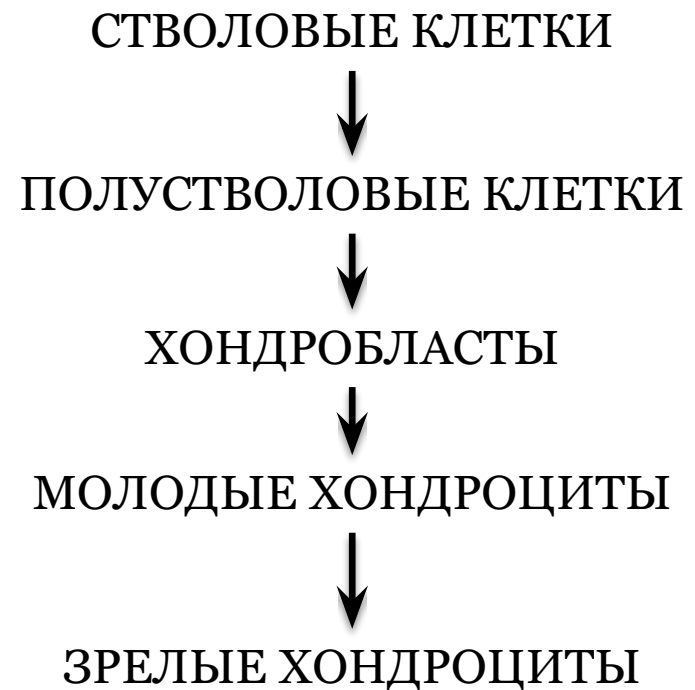 СТВОЛОВЫЕ КЛЕТКИ
ПОЛУСТВОЛОВЫЕ КЛЕТКИ
ХОНДРОБЛАСТЫ
МОЛОДЫЕ ХОНДРОЦИТЫ
ЗРЕЛЫЕ ХОНДРОЦИТЫ